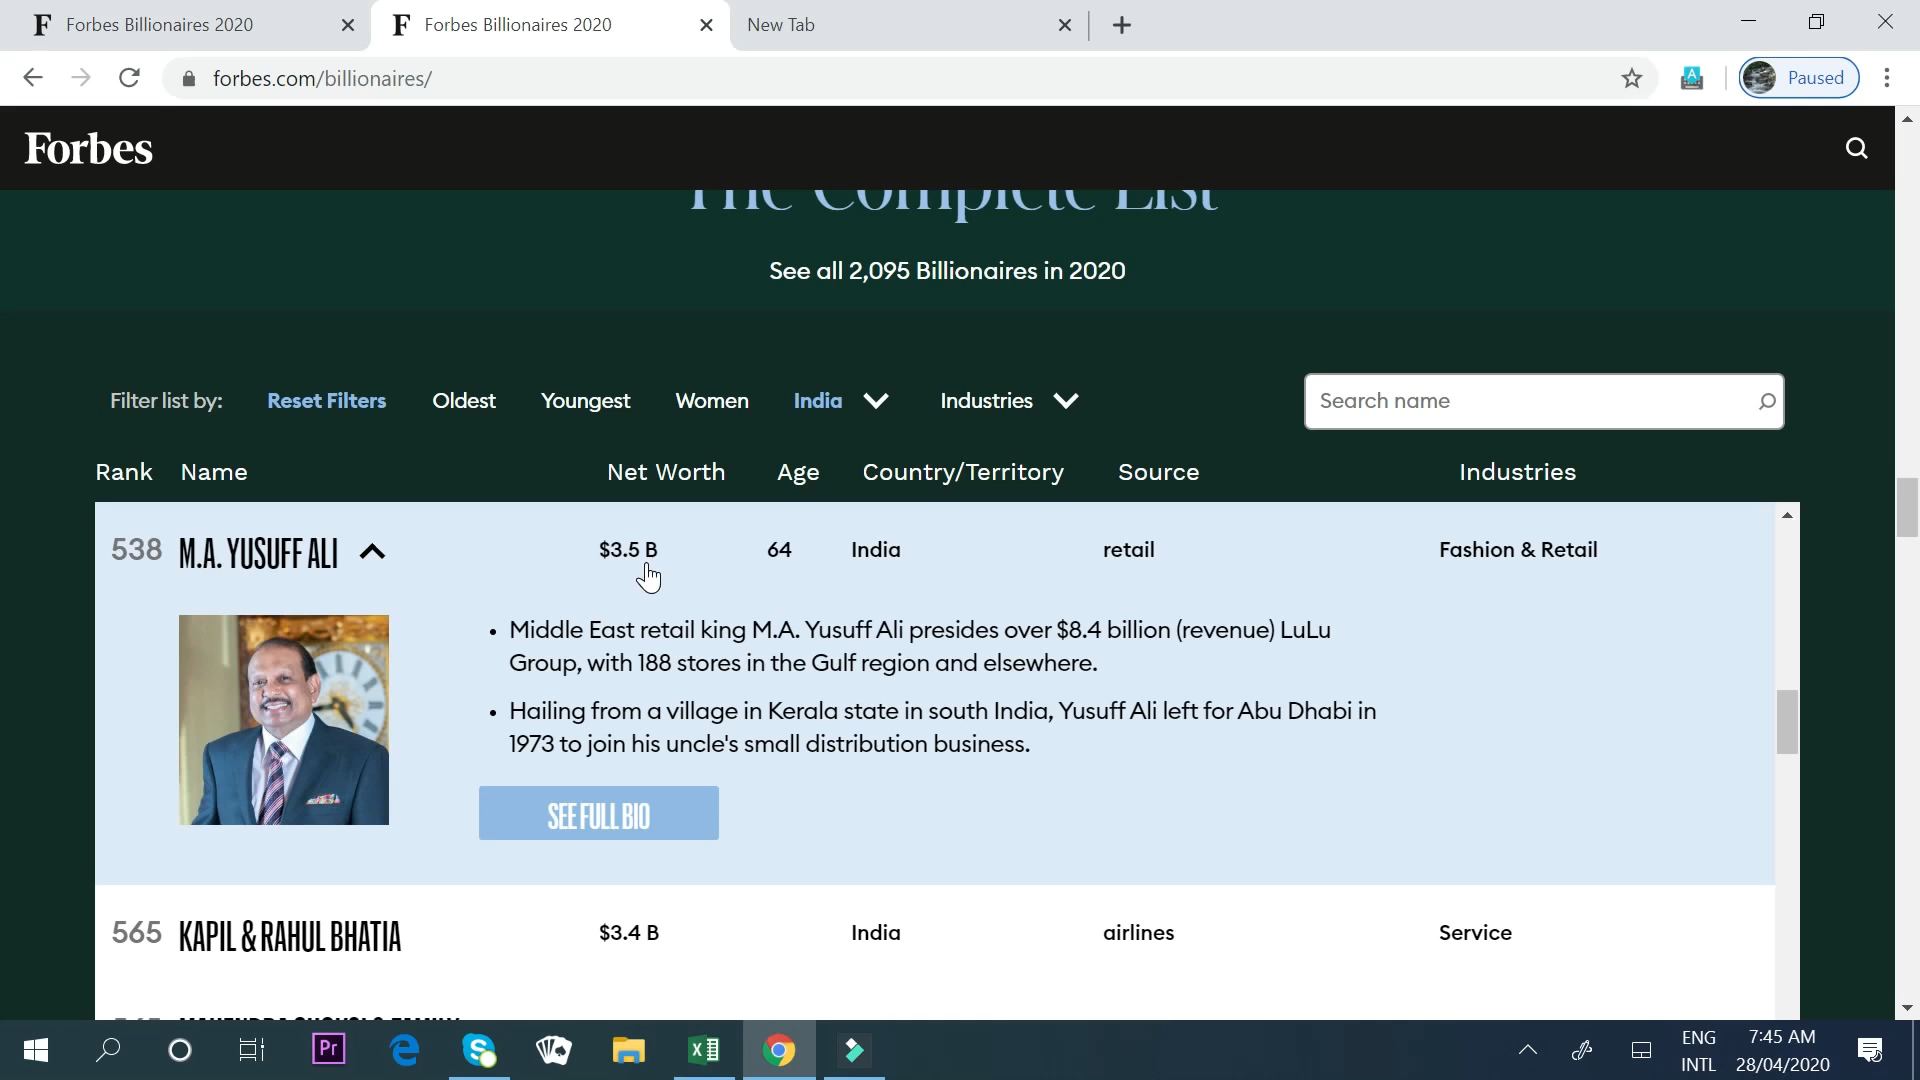 Forbes Billionaires 2020
Forbes Billionaires 2020
New Tab
forbes.com/billionaires/
Paused
Forbes
The Complete List
See all 2,095 Billionaires in 2020
Filter list by: Reset Filters Oldest Youngest Women India Industries Search name
Rank Name Net Worth Age Country/Territory Source Industries
538 M.A. YUSUFF ALI $3.5 B 64 India retail Fashion & Retail
• Middle East retail king M.A. Yusuff Ali presides over $8.4 billion (revenue) LuLu
Group, with 188 stores in the Gulf region and elsewhere.
• Hailing from a village in Kerala state in south India, Yusuff Ali left for Abu Dhabi in
1973 to join his uncle's small distribution business.
SEE FULL BIO
565 KAPIL & RAHUL BHATIA $3.4 B India airlines Service
Pr
ENG 7:45 AM
INTL 28/04/2020